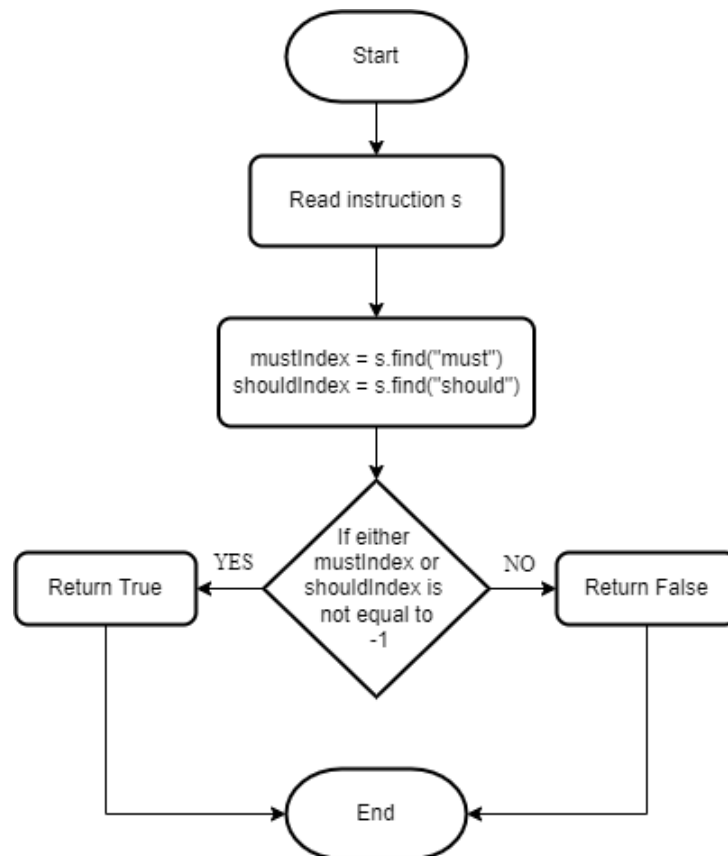 Start
Read instruction s
mustIndex = s.find("must")
shouldIndex = s.find("should")
If either
mustIndex or
shouldIndex is
not equal to
-1
YES
NO
Return True
Return False
End